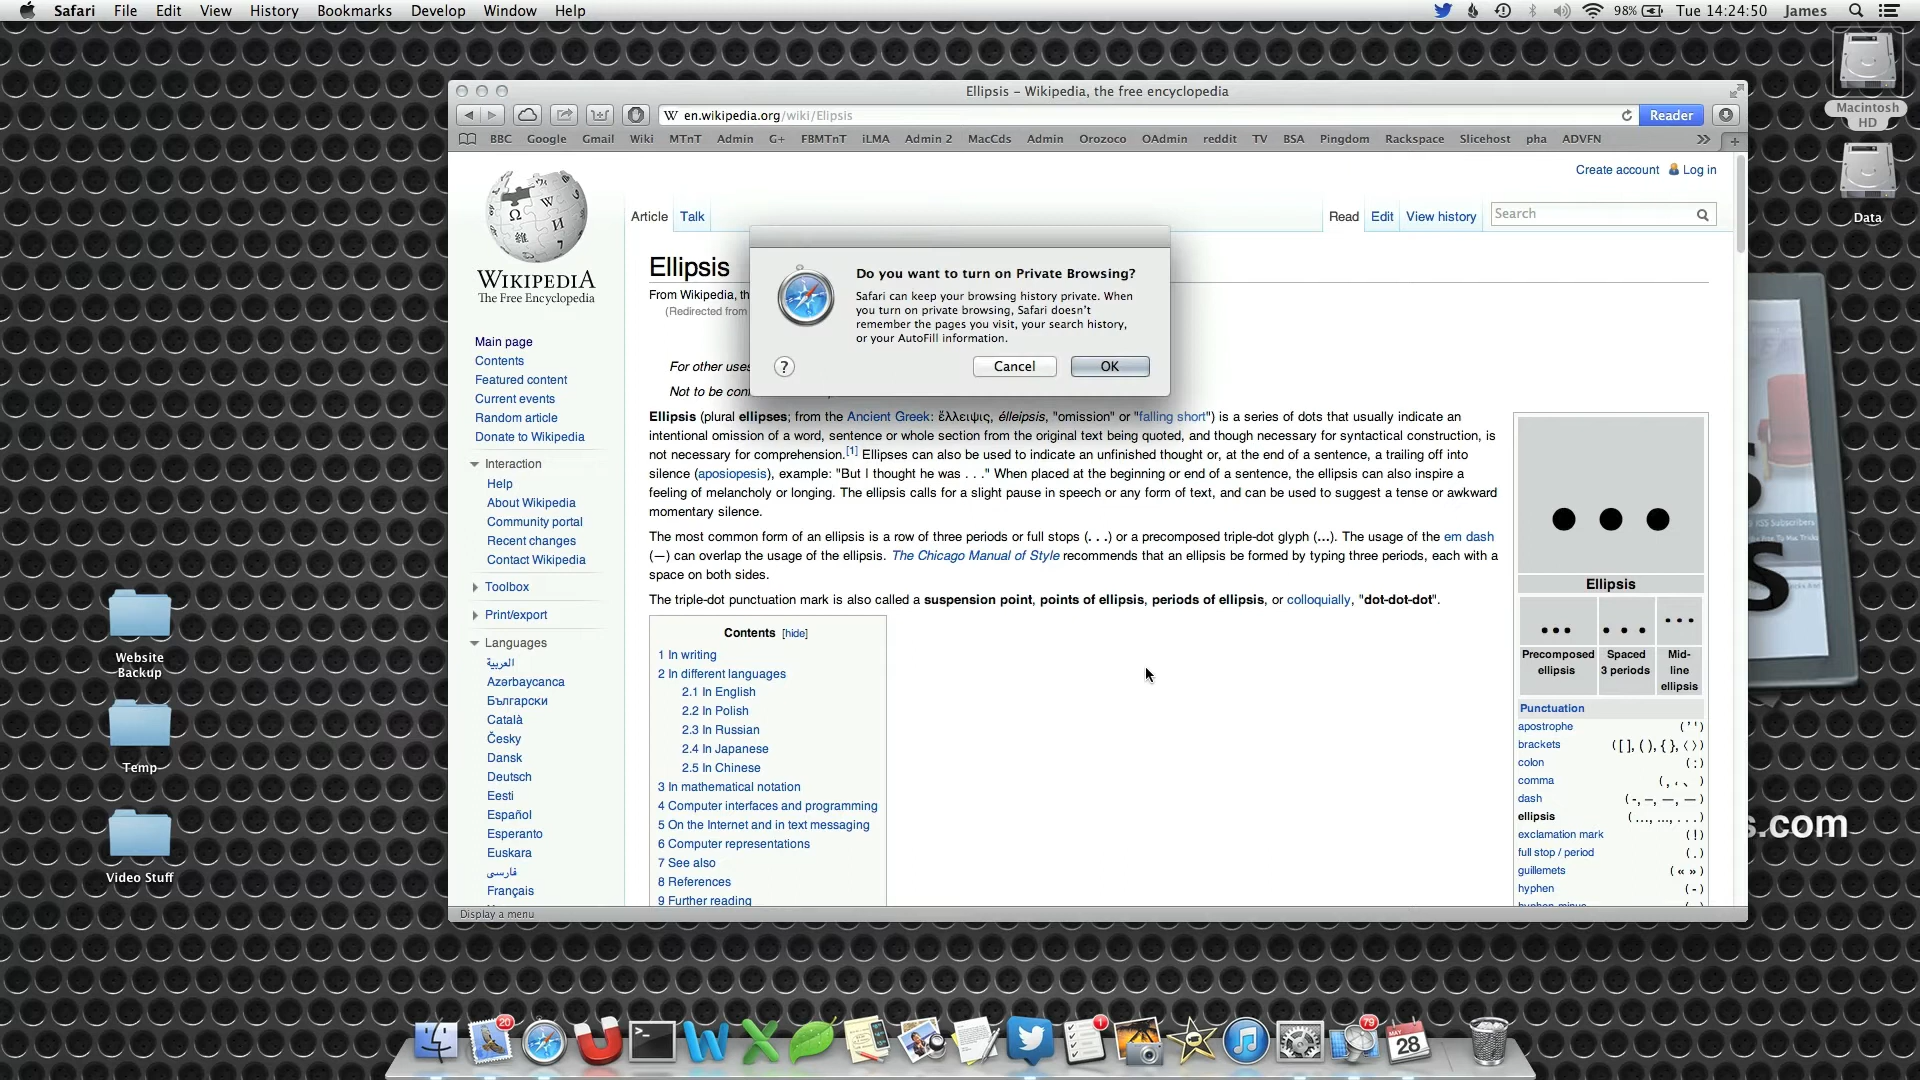 Safari File Edit View History Bookmarks Develop Window Help
98% Tue 14:24:50 James
Macintosh HD
Data
Ellipsis – Wikipedia, the free encyclopedia
W en.wikipedia.org/wiki/Elipsis
Reader
BBC Google Gmail Wiki MTnT Admin G+ FBMTnT iLMA Admin 2 MacCds Admin Orozoco OAdmin reddit TV BSA Pingdom Rackspace Slicehost pha ADVFN
Create account Log in
Article Talk
Read Edit View history
Search
WIKIPEDIA
The Free Encyclopedia
Main page
Contents
Featured content
Current events
Random article
Donate to Wikipedia
Interaction
Help
About Wikipedia
Community portal
Recent changes
Contact Wikipedia
Toolbox
Print/export
Languages
العربية
Azərbaycanca
Български
Català
Česky
Dansk
Deutsch
Eesti
Español
Esperanto
Euskara
فارسی
Français
Do you want to turn on Private Browsing?
Safari can keep your browsing history private. When
you turn on private browsing, Safari doesn't
remember the pages you visit, your search history,
or your AutoFill information.
?
Cancel OK
Ellipsis
From Wikipedia, th
(Redirected from
For other uses
Not to be con
Ellipsis (plural ellipses; from the Ancient Greek: ἔλλειψις, élleipsis, "omission" or "falling short") is a series of dots that usually indicate an
intentional omission of a word, sentence or whole section from the original text being quoted, and though necessary for syntactical construction, is
not necessary for comprehension.[1] Ellipses can also be used to indicate an unfinished thought or, at the end of a sentence, a trailing off into
silence (aposiopesis), example: "But I thought he was . . ." When placed at the beginning or end of a sentence, the ellipsis can also inspire a
feeling of melancholy or longing. The ellipsis calls for a slight pause in speech or any form of text, and can be used to suggest a tense or awkward
momentary silence.
The most common form of an ellipsis is a row of three periods or full stops (. . .) or a precomposed triple-dot glyph (…). The usage of the em dash
(—) can overlap the usage of the ellipsis. The Chicago Manual of Style recommends that an ellipsis be formed by typing three periods, each with a
space on both sides.
The triple-dot punctuation mark is also called a suspension point, points of ellipsis, periods of ellipsis, or colloquially, "dot-dot-dot".
Contents [hide]
1 In writing
2 In different languages
2.1 In English
2.2 In Polish
2.3 In Russian
2.4 In Japanese
2.5 In Chinese
3 In mathematical notation
4 Computer interfaces and programming
5 On the Internet and in text messaging
6 Computer representations
7 See also
8 References
9 Further reading
Ellipsis
… . . . ⋯
Precomposed ellipsis
Spaced 3 periods
Mid-line ellipsis
Punctuation
apostrophe ( ’ ' )
brackets ( [ ], ( ), { }, ⟨ ⟩ )
colon ( : )
comma ( , ، 、 )
dash ( ‒, –, —, ― )
ellipsis ( …, ..., . . . )
exclamation mark ( ! )
full stop / period ( . )
guillemets ( « » )
hyphen ( ‐ )
hyphen-minus
Display a menu
Website Backup
Temp
Video Stuff
RSS Subscribers
s.com
20
1
79
MAY
28